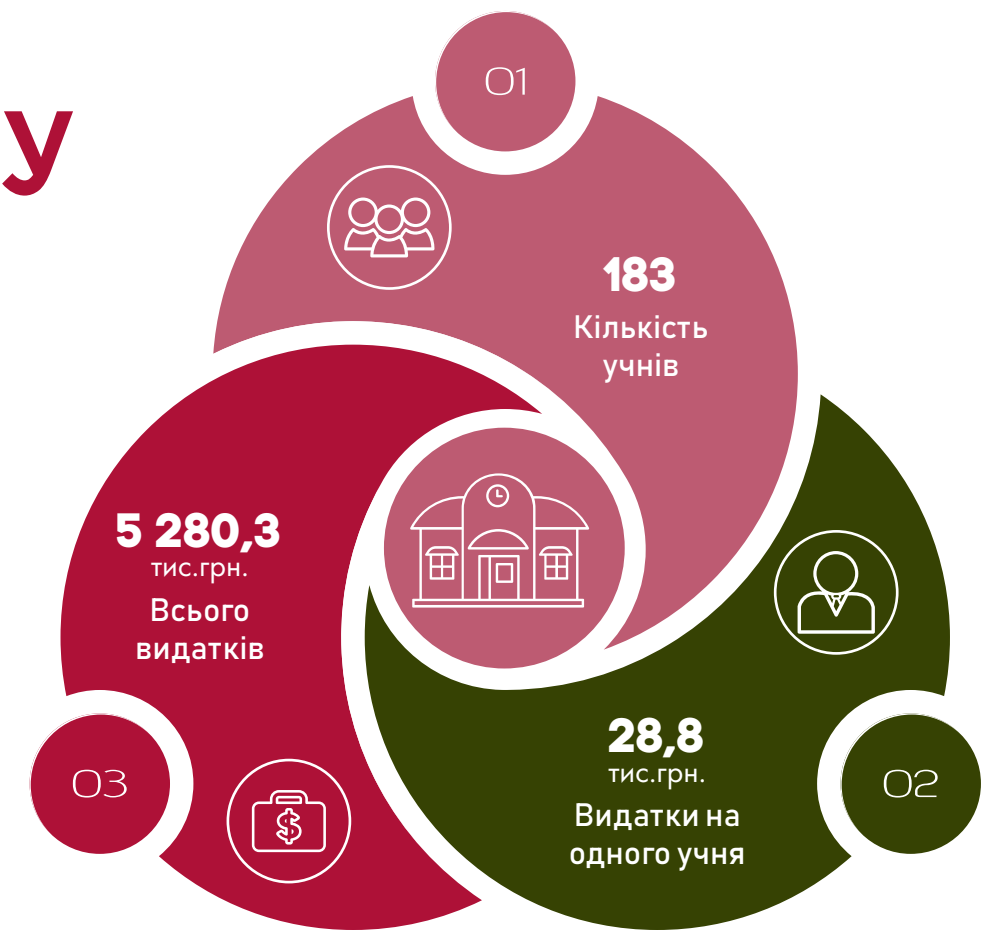 у
01
183
Кількість
учнів
5 280,3
тис.грн.
Всього
видатків
03
28,8
тис.грн.
Видатки на
одного учня
02